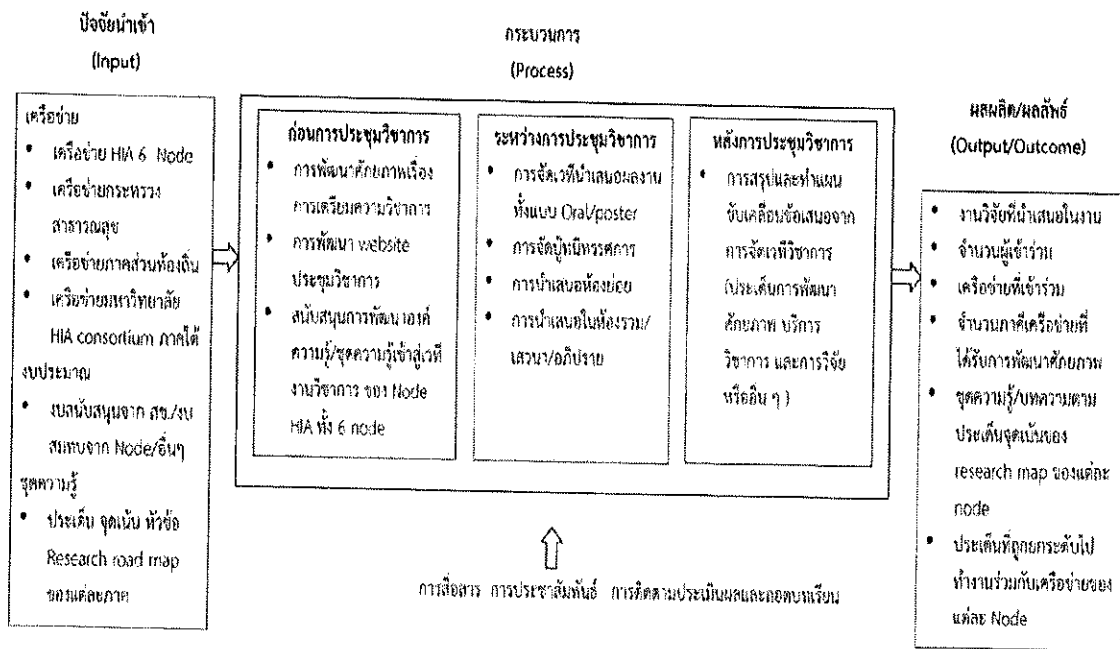 ปัจจัยนำเข้า
(Input)
เครือข่าย
• เครือข่าย HIA 6 Node
• เครือข่ายกระทรวง
สาธารณสุข
• เครือข่ายภาคส่วนท้องถิ่น
• เครือข่ายมหาวิทยาลัย
HIA consortium ภาคใต้
งบประมาณ
• งบสนับสนุนจาก สช./งบ
สมทบจาก Node/อื่นๆ
ชุดความรู้
• ประเด็น จุดเน้น หัวข้อ
Research road map
ของแต่ละภาค
กระบวนการ
(Process)
ก่อนการประชุมวิชาการ
• การพัฒนาศักยภาพเรื่อง
การเตรียมความวิชาการ
• การพัฒนา website
ประชุมวิชาการ
• สนับสนุนการพัฒนาองค์
ความรู้/ชุดความรู้เข้าสู่เวที
งานวิชาการ ของ Node
HIA ทั้ง 6 node
ระหว่างการประชุมวิชาการ
• การจัดเวทีนำเสนอผลงาน
ทั้งแบบ Oral/poster
• การจัดบู๊ทนิทรรศการ
• การนำเสนอห้องย่อย
• การนำเสนอในห้องรวม/
เสวนา/อภิปราย
หลังการประชุมวิชาการ
• การสรุปและทำแผน
ขับเคลื่อนข้อเสนอจาก
การจัดเวทีวิชาการ
(ประเด็นการพัฒนา
ศักยภาพ บริการ
วิชาการ และการวิจัย
หรืออื่น ๆ )
การสื่อสาร การประชาสัมพันธ์ การติดตามประเมินผลและถอดบทเรียน
ผลผลิต/ผลลัพธ์
(Output/Outcome)
• งานวิจัยที่นำเสนอในงาน
• จำนวนผู้เข้าร่วม
• เครือข่ายที่เข้าร่วม
• จำนวนภาคีเครือข่ายที่
ได้รับการพัฒนาศักยภาพ
• ชุดความรู้/บทความตาม
ประเด็นจุดเน้นของ
research map ของแต่ละ
node
• ประเด็นที่ถูกยกระดับไป
ทำงานร่วมกับเครือข่ายของ
แต่ละ Node